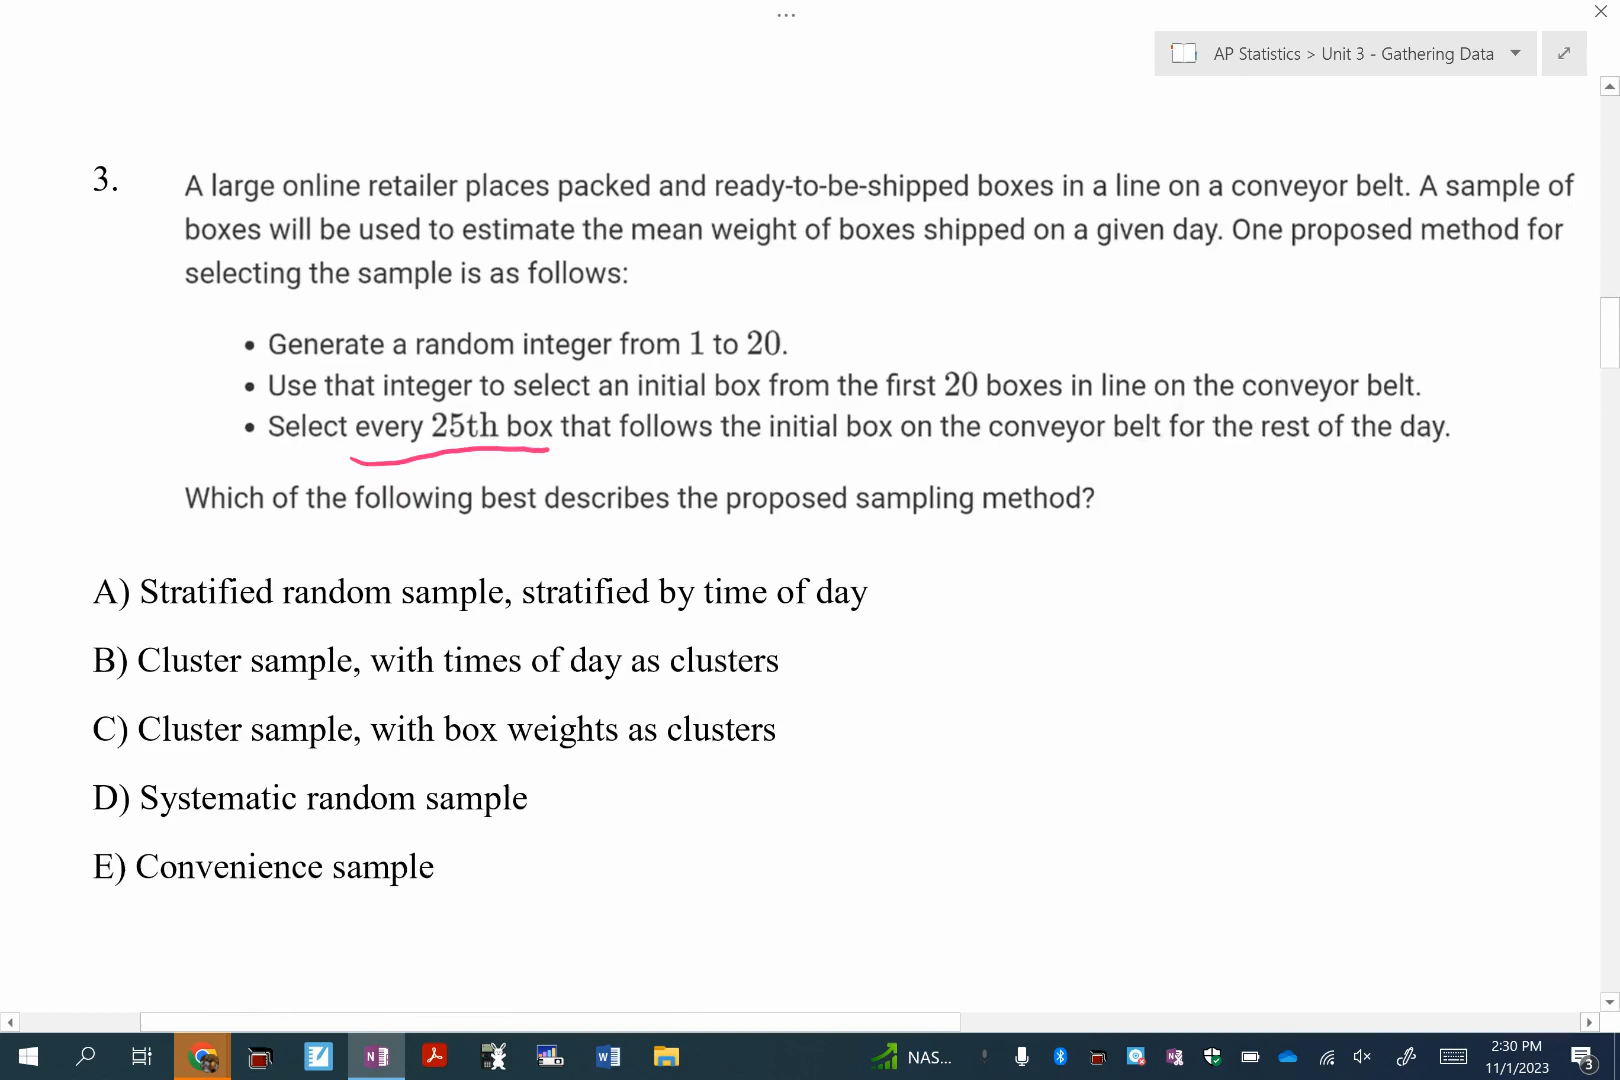 ...
AP Statistics > Unit 3 - Gathering Data
3.
A large online retailer places packed and ready-to-be-shipped boxes in a line on a conveyor belt. A sample of
boxes will be used to estimate the mean weight of boxes shipped on a given day. One proposed method for
selecting the sample is as follows:
• Generate a random integer from 1 to 20.
• Use that integer to select an initial box from the first 20 boxes in line on the conveyor belt.
• Select every 25th box that follows the initial box on the conveyor belt for the rest of the day.
Which of the following best describes the proposed sampling method?
A) Stratified random sample, stratified by time of day
B) Cluster sample, with times of day as clusters
C) Cluster sample, with box weights as clusters
D) Systematic random sample
E) Convenience sample
NAS...
2:30 PM
11/1/2023
3